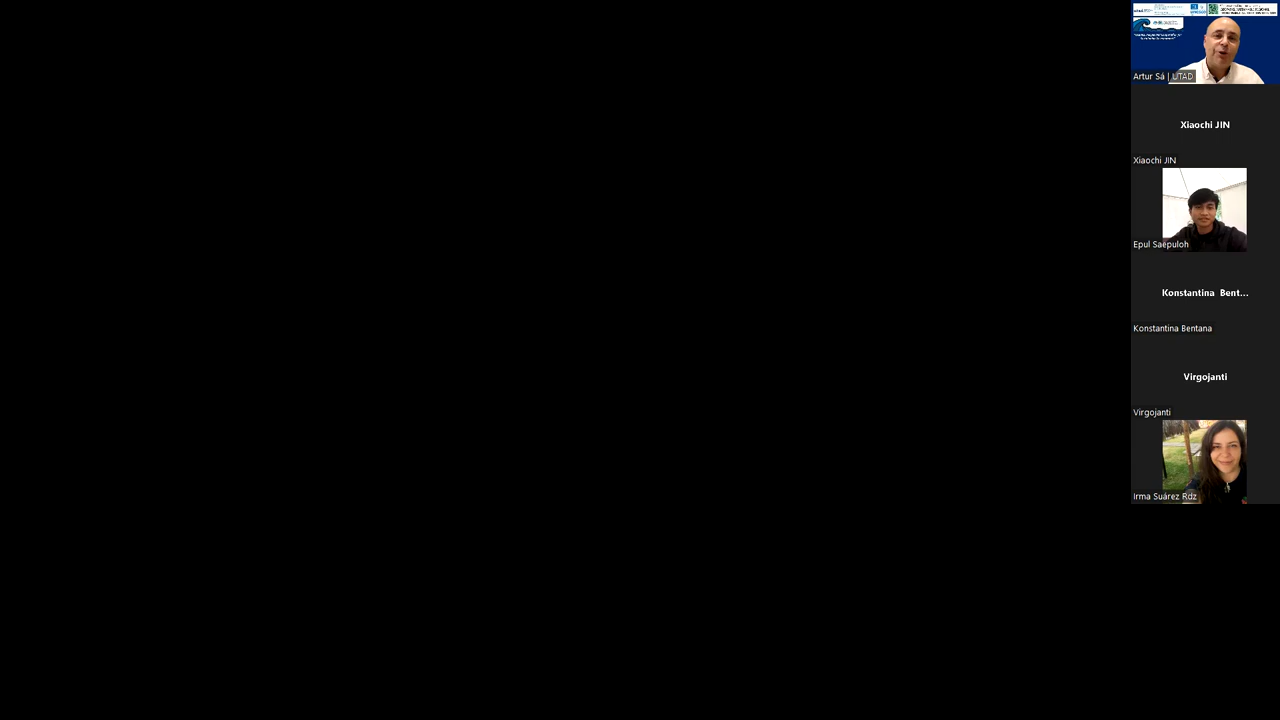 Artur Sá | UTAD
Xiaochi JIN
Xiaochi JIN
Epul Saepuloh
Konstantina Bent...
Konstantina Bentana
Virgojanti
Virgojanti
Irma Suárez Rdz